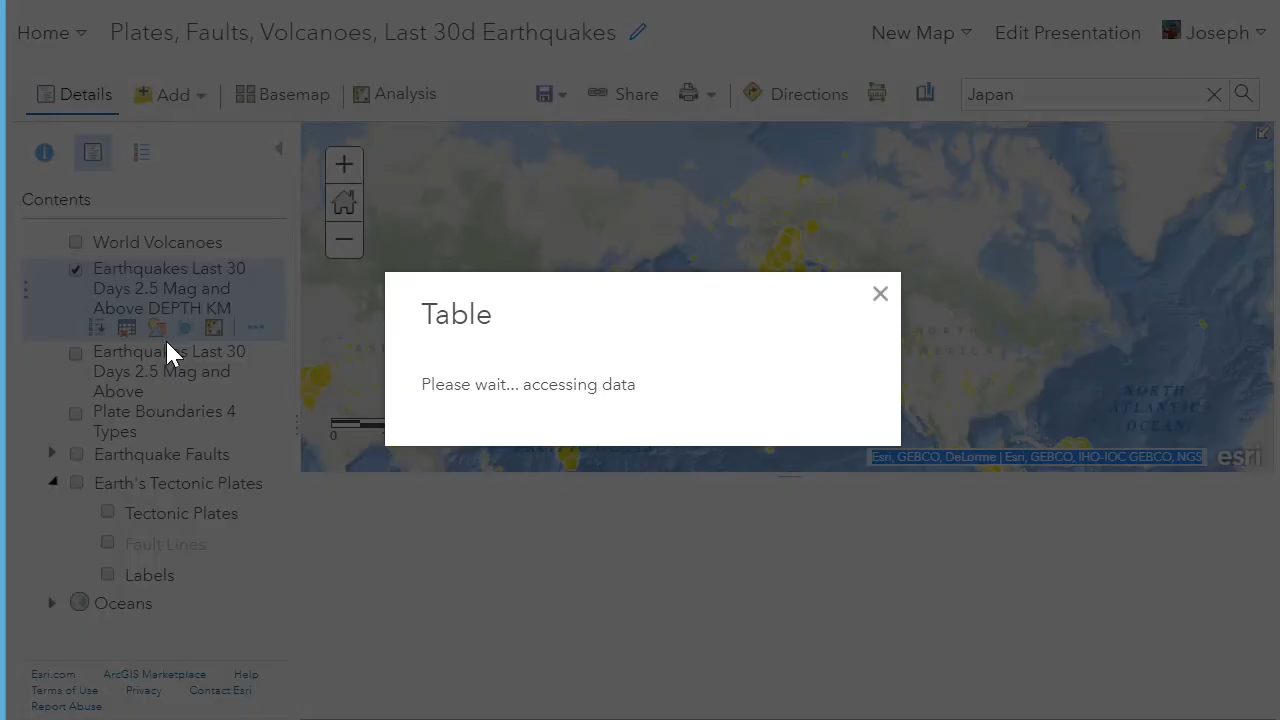 Home
Plates, Faults, Volcanoes, Last 30d Earthquakes
New Map
Edit Presentation
Joseph
Details
Add
Basemap
Analysis
Share
Directions
Japan
Contents
World Volcanoes
Earthquakes Last 30
Days 2.5 Mag and
Above DEPTH KM
Earthquakes Last 30
Days 2.5 Mag and
Above
Plate Boundaries 4
Types
Earthquake Faults
Earth's Tectonic Plates
Tectonic Plates
Fault Lines
Labels
Oceans
Esri.com
ArcGIS Marketplace
Help
Terms of Use
Privacy
Contact Esri
Report Abuse
Table
Please wait... accessing data
NORTH
NORTH
ATLANTIC
OCEAN
0
Esri, GEBCO, DeLorme | Esri, GEBCO, IHO-IOC GEBCO, NGS
esri